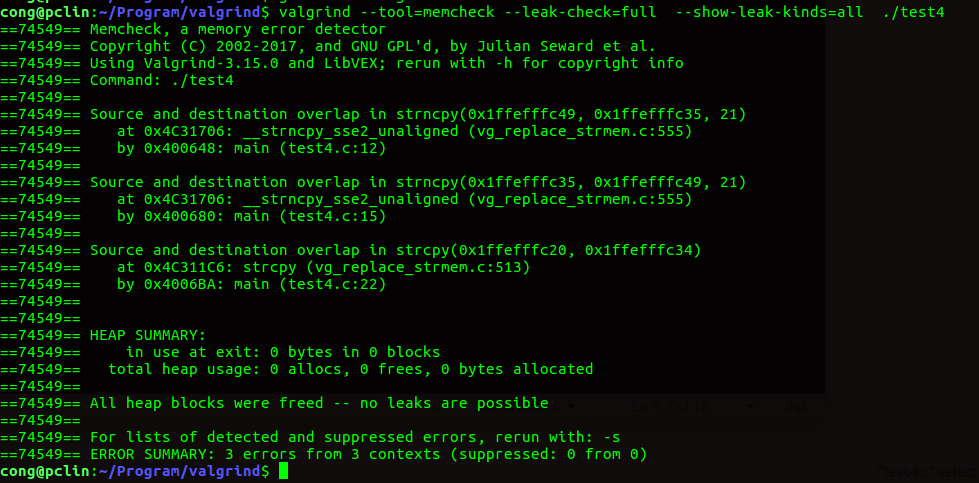 cong@pclin:~/Program/valgrind$ valgrind --tool=memcheck --leak-check=full  --show-leak-kinds=all  ./test4
==74549== Memcheck, a memory error detector
==74549== Copyright (C) 2002-2017, and GNU GPL'd, by Julian Seward et al.
==74549== Using Valgrind-3.15.0 and LibVEX; rerun with -h for copyright info
==74549== Command: ./test4
==74549==
==74549== Source and destination overlap in strncpy(0x1ffefffc49, 0x1ffefffc35, 21)
==74549==    at 0x4C31706: __strncpy_sse2_unaligned (vg_replace_strmem.c:555)
==74549==    by 0x400648: main (test4.c:12)
==74549==
==74549== Source and destination overlap in strncpy(0x1ffefffc35, 0x1ffefffc49, 21)
==74549==    at 0x4C31706: __strncpy_sse2_unaligned (vg_replace_strmem.c:555)
==74549==    by 0x400680: main (test4.c:15)
==74549==
==74549== Source and destination overlap in strcpy(0x1ffefffc20, 0x1ffefffc34)
==74549==    at 0x4C311C6: strcpy (vg_replace_strmem.c:513)
==74549==    by 0x4006BA: main (test4.c:22)
==74549==
==74549==
==74549== HEAP SUMMARY:
==74549==     in use at exit: 0 bytes in 0 blocks
==74549==   total heap usage: 0 allocs, 0 frees, 0 bytes allocated
==74549==
==74549== All heap blocks were freed -- no leaks are possible
==74549==
==74549== For lists of detected and suppressed errors, rerun with: -s
==74549== ERROR SUMMARY: 3 errors from 3 contexts (suppressed: 0 from 0)
cong@pclin:~/Program/valgrind$